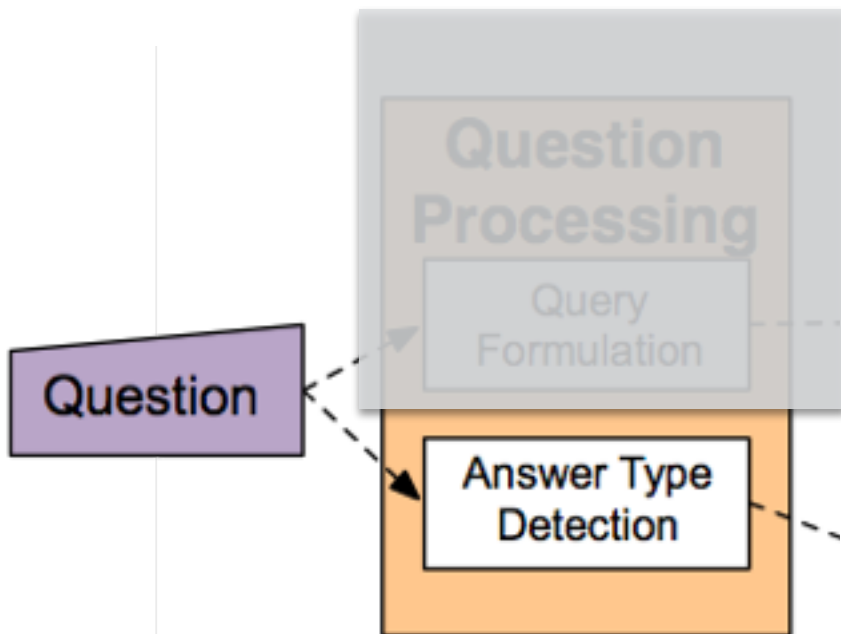 Question
Processing
Query
Formulation
Question
Answer Type
Detection